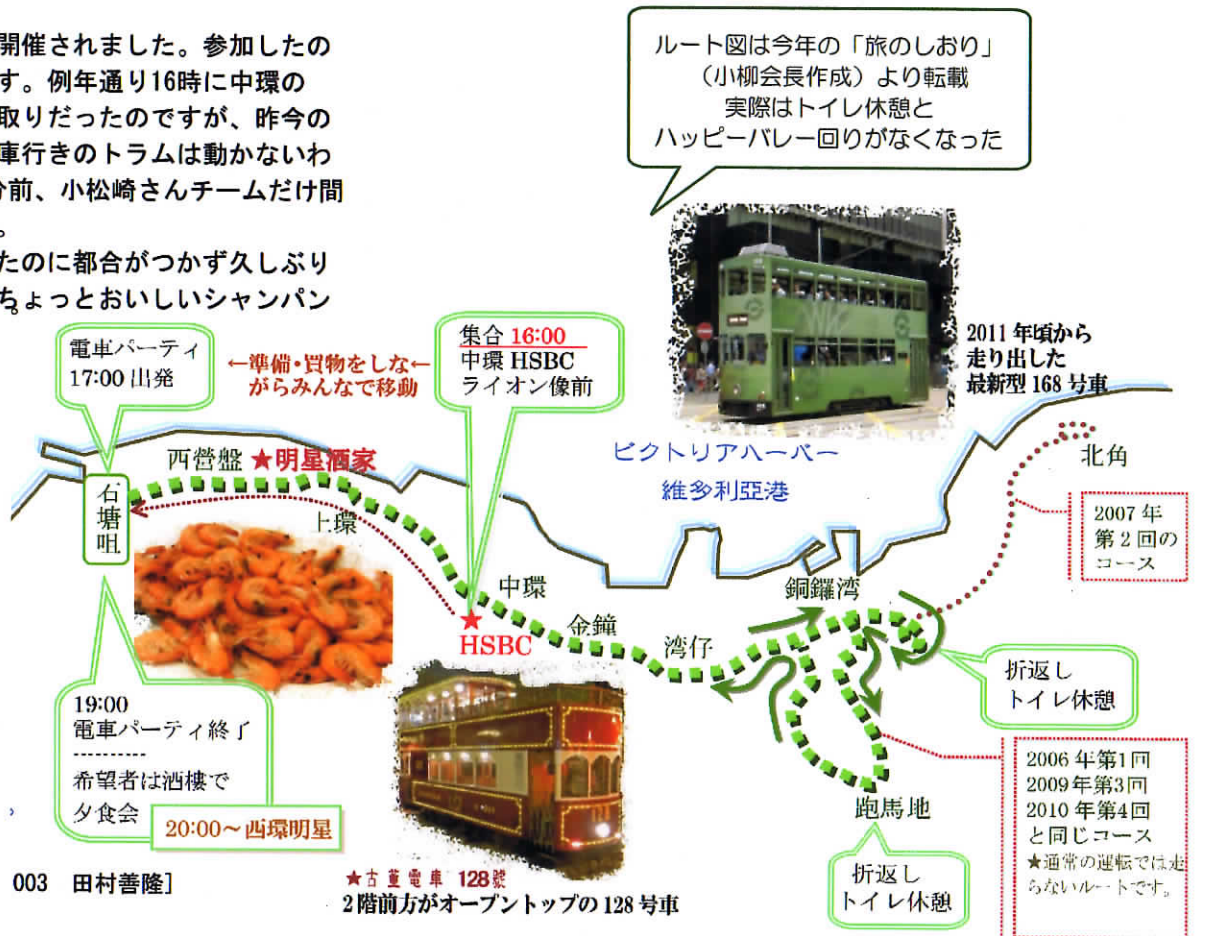 開催されました。参加したの
す。例年通り16時に中環の
取りだったのですが、昨今の
庫行きのトラムは動かないわ
分前、小松崎さんチームだけ間
。
たのに都合がつかず久しぶり
ちょっとおいしいシャンパン
。
ルート図は今年の「旅のしおり」
(小柳会長作成)より転載
実際はトイレ休憩と
ハッピーバレー回りがなくなった
2011年頃から
走り出した
最新型168号車
電車パーティ
17:00出発
←準備・買物をしな←
がらみんなで移動
集合 16:00
中環 HSBC
ライオン像前
ビクトリアハーバー
維多利亞港
西營盤 ★明星酒家
石塘咀
上環
中環
★
HSBC
金鐘
湾仔
銅鑼湾
北角
2007年
第2回の
コース
折返し
トイレ休憩
19:00
電車パーティ終了
---------
希望者は酒樓で
夕食会
20:00～西環明星
跑馬地
折返し
トイレ休憩
2006年第1回
2009年第3回
2010年第4回
と同じコース
★通常の運転では走
らないルートです。
003 田村善隆]
★古董電車 128號
2階前方がオープントップの128号車